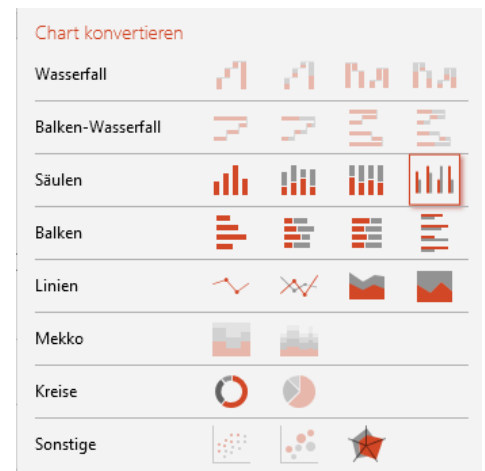 Chart konvertieren
Wasserfall
Balken-Wasserfall
Säulen
Balken
Linien
Mekko
Kreise
Sonstige